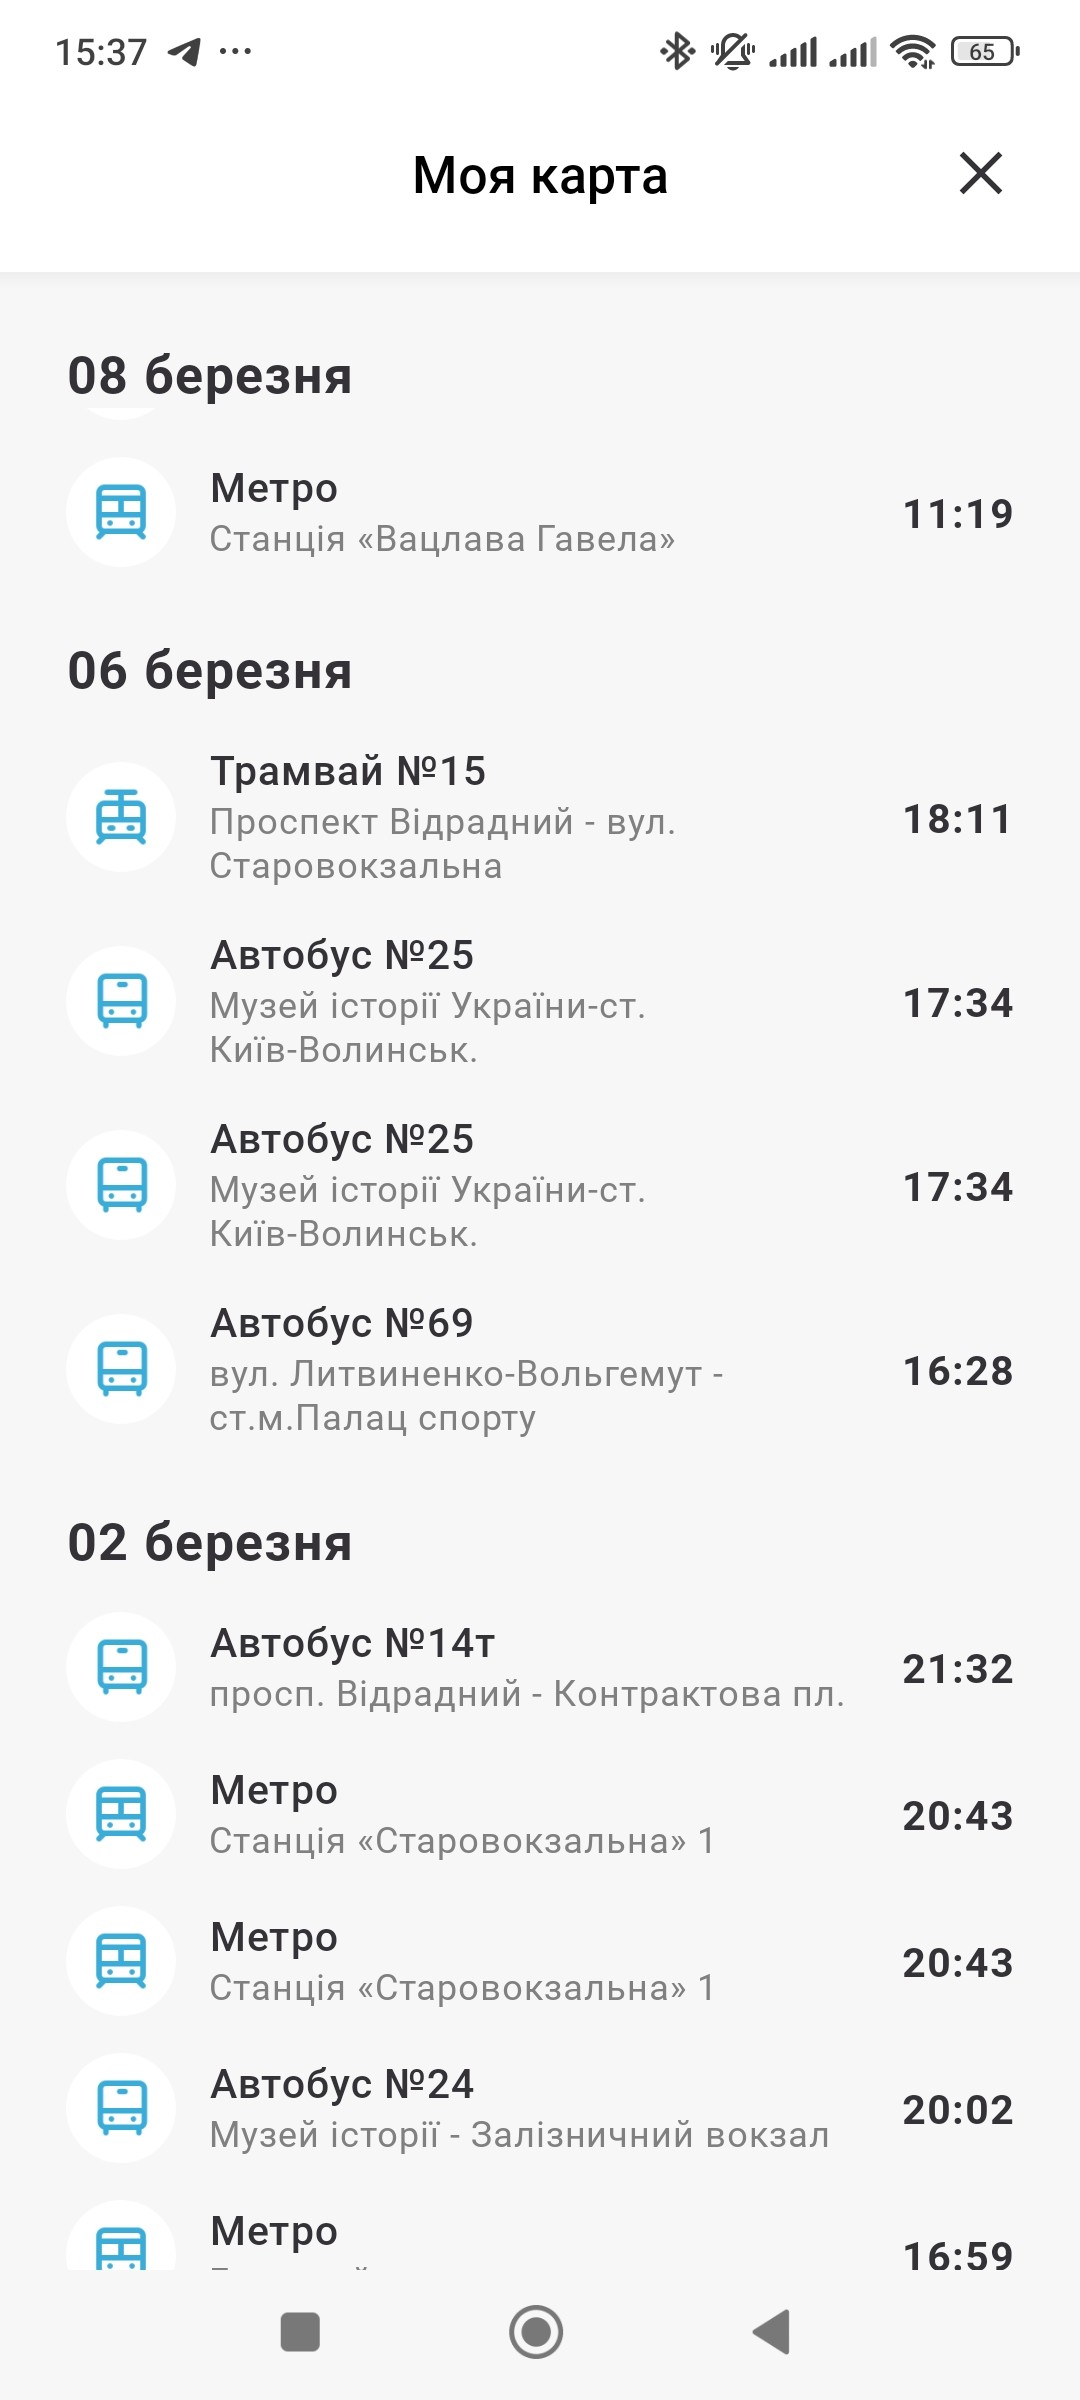 15:37
65
Моя карта
08 березня
Метро
Станція «Вацлава Гавела»
11:19
06 березня
Трамвай №15
Проспект Відрадний - вул.
Старовокзальна
18:11
Автобус №25
Музей історії України-ст.
Київ-Волинськ.
17:34
Автобус №25
Музей історії України-ст.
Київ-Волинськ.
17:34
Автобус №69
вул. Литвиненко-Вольгемут -
ст.м.Палац спорту
16:28
02 березня
Автобус №14т
просп. Відрадний - Контрактова пл.
21:32
Метро
Станція «Старовокзальна» 1
20:43
Метро
Станція «Старовокзальна» 1
20:43
Автобус №24
Музей історії - Залізничний вокзал
20:02
Метро
16:59